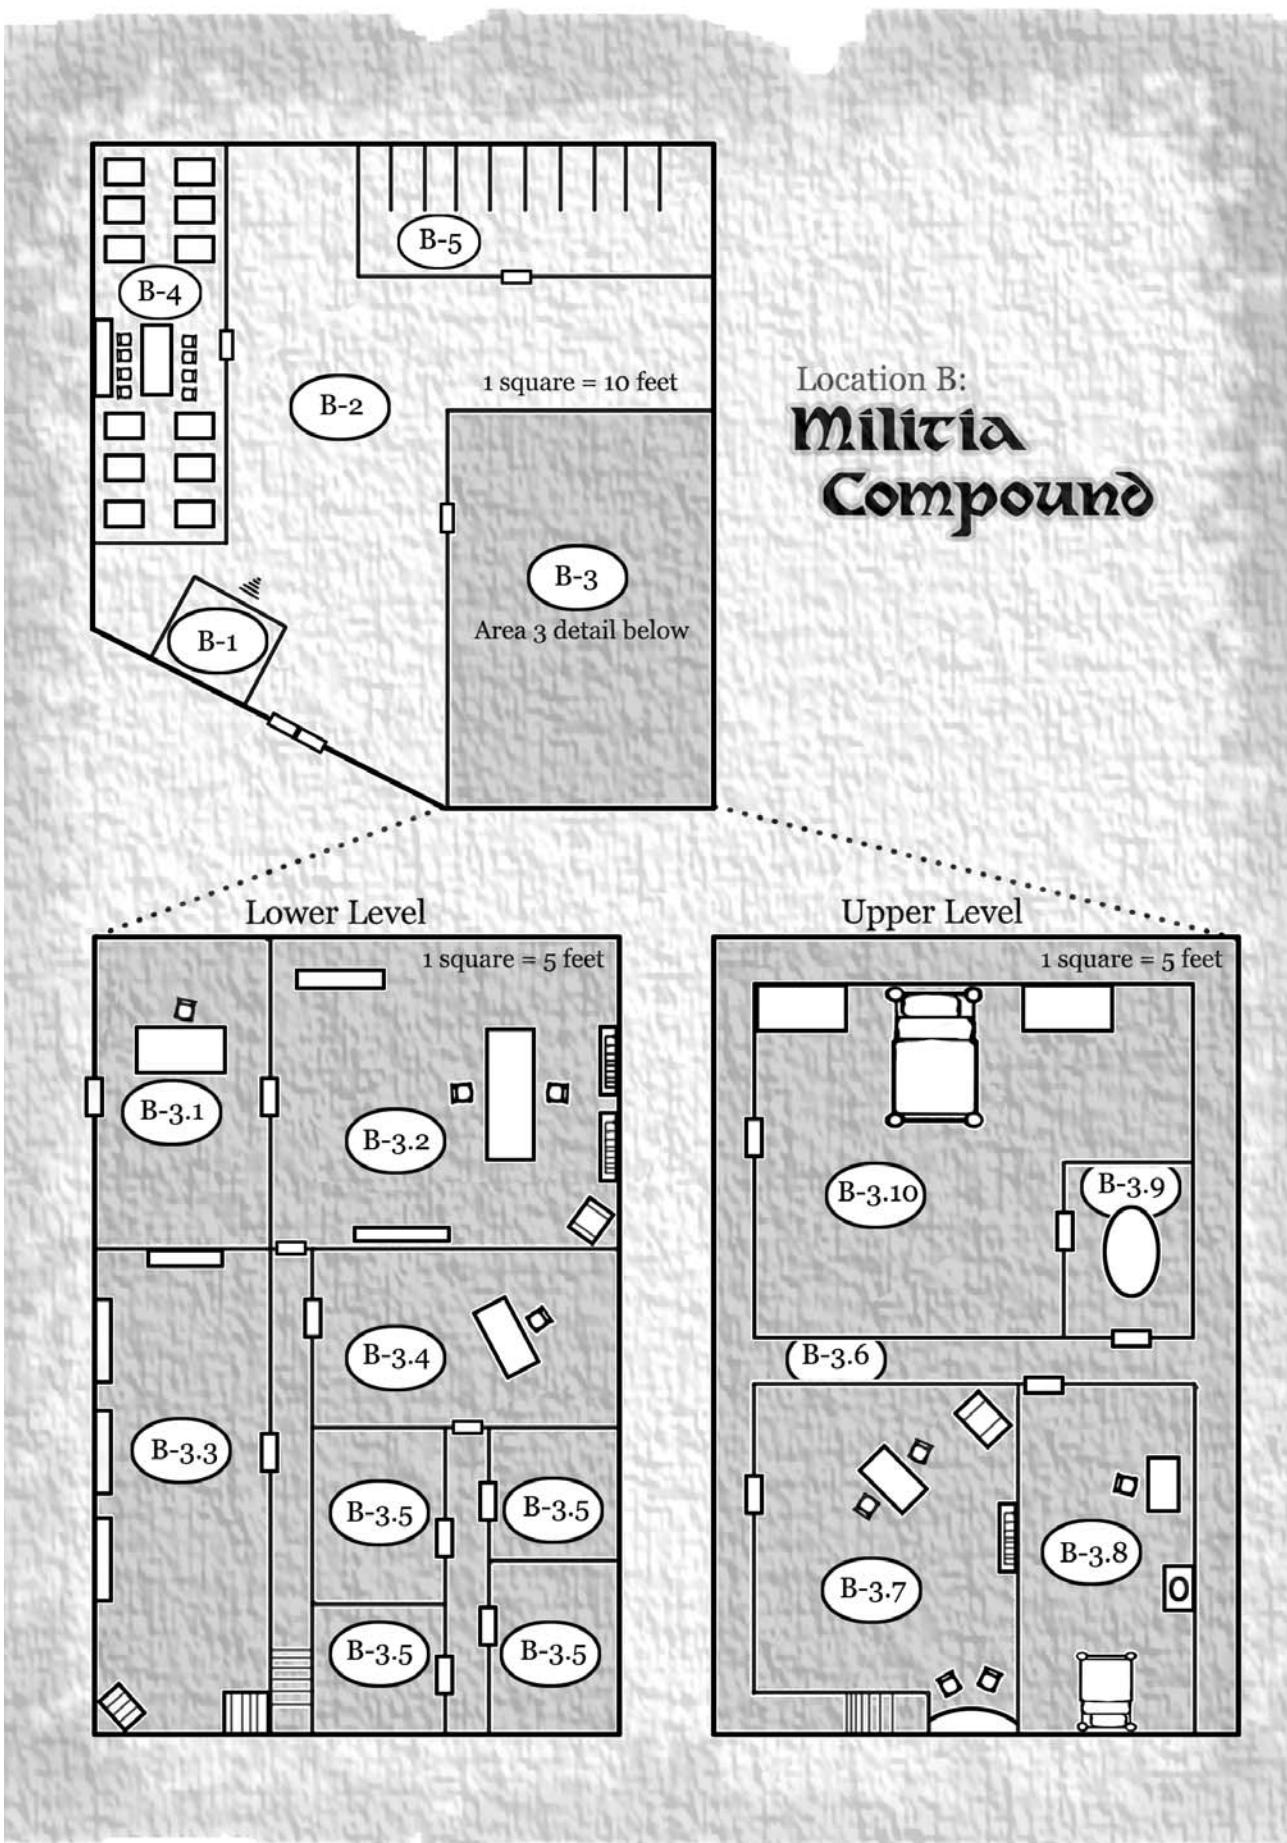 B-5
B-4
1 square = 10 feet
B-2
Location B:
Militia
Compound
B-3
Area 3 detail below
B-1
Lower Level
Upper Level
1 square = 5 feet
1 square = 5 feet
B-3.1
B-3.2
B-3.10
B-3.9
B-3.4
B-3.6
B-3.3
B-3.5
B-3.5
B-3.7
B-3.8
B-3.5
B-3.5